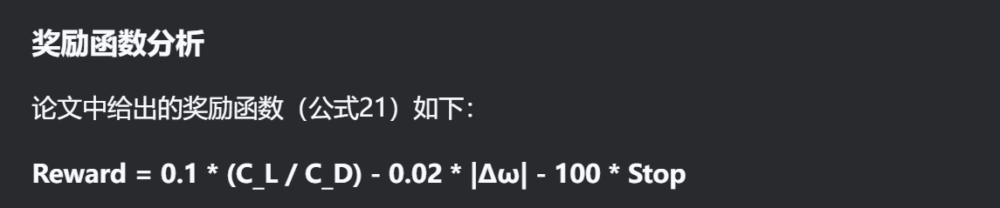 奖励函数分析
论文中给出的奖励函数（公式21）如下：
Reward = 0.1 * (C_L / C_D) - 0.02 * |Δω| - 100 * Stop